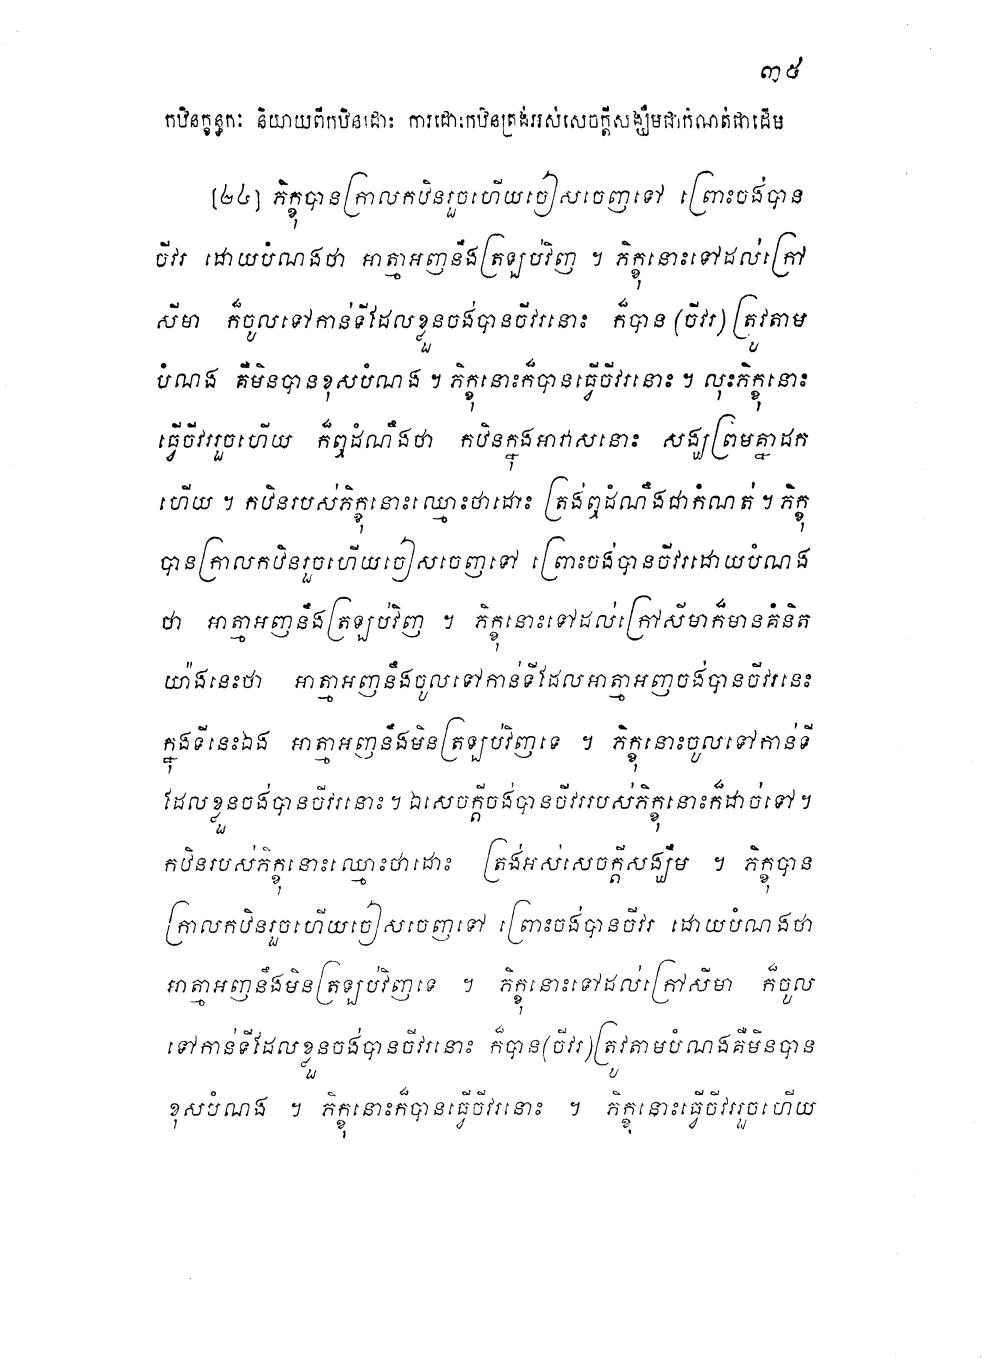 ៣៥
កឋិនក្ខន្ធកៈ និយាយពីកឋិនដោះ ការដោះកឋិនត្រង់អស់សេចក្តីសង្ឃឹមជាកំណត់ជាដើម
[៤៤] ភិក្ខុបានក្រាលកឋិនរួចហើយចៀសចេញទៅ ព្រោះចង់បាន
ចីវរ ដោយបំណងថា អាត្មាអញនឹងត្រឡប់វិញ ។ ភិក្ខុនោះទៅដល់ក្រៅ
សីមា ក៏ចូលទៅកាន់ទីដែលខ្លួនចង់បានចីវរនោះ ក៏បាន (ចីវរ) ត្រូវតាម
បំណង គឺមិនបានខុសបំណង ។ ភិក្ខុនោះក៏បានធ្វើចីវរនោះ ។ លុះភិក្ខុនោះ
ធ្វើចីវររួចហើយ ក៏ឮដំណឹងថា កឋិនក្នុងអាវាសនោះ សង្ឃព្រមគ្នាដក
ហើយ ។ កឋិនរបស់ភិក្ខុនោះឈ្មោះថាដោះ ត្រង់ឮដំណឹងជាកំណត់ ។ ភិក្ខុ
បានក្រាលកឋិនរួចហើយចៀសចេញទៅ ព្រោះចង់បានចីវរដោយបំណង
ថា អាត្មាអញនឹងត្រឡប់វិញ ។ ភិក្ខុនោះទៅដល់ក្រៅសីមាក៏មានគំនិត
យ៉ាងនេះថា អាត្មាអញនឹងចូលទៅកាន់ទីដែលអាត្មាអញចង់បានចីវរនេះ
ក្នុងទីនេះឯង អាត្មាអញនឹងមិនត្រឡប់វិញទេ ។ ភិក្ខុនោះចូលទៅកាន់ទី
ដែលខ្លួនចង់បានចីវរនោះ ។ ឯសេចក្តីចង់បានចីវររបស់ភិក្ខុនោះក៏ដាច់ទៅ ។
កឋិនរបស់ភិក្ខុនោះឈ្មោះថាដោះ ត្រង់អស់សេចក្តីសង្ឃឹម ។ ភិក្ខុបាន
ក្រាលកឋិនរួចហើយចៀសចេញទៅ ព្រោះចង់បានចីវរ ដោយបំណងថា
អាត្មាអញនឹងមិនត្រឡប់វិញទេ ។ ភិក្ខុនោះទៅដល់ក្រៅសីមា ក៏ចូល
ទៅកាន់ទីដែលខ្លួនចង់បានចីវរនោះ ក៏បាន (ចីវរ) ត្រូវតាមបំណងគឺមិនបាន
ខុសបំណង ។ ភិក្ខុនោះក៏បានធ្វើចីវរនោះ ។ ភិក្ខុនោះធ្វើចីវររួចហើយ